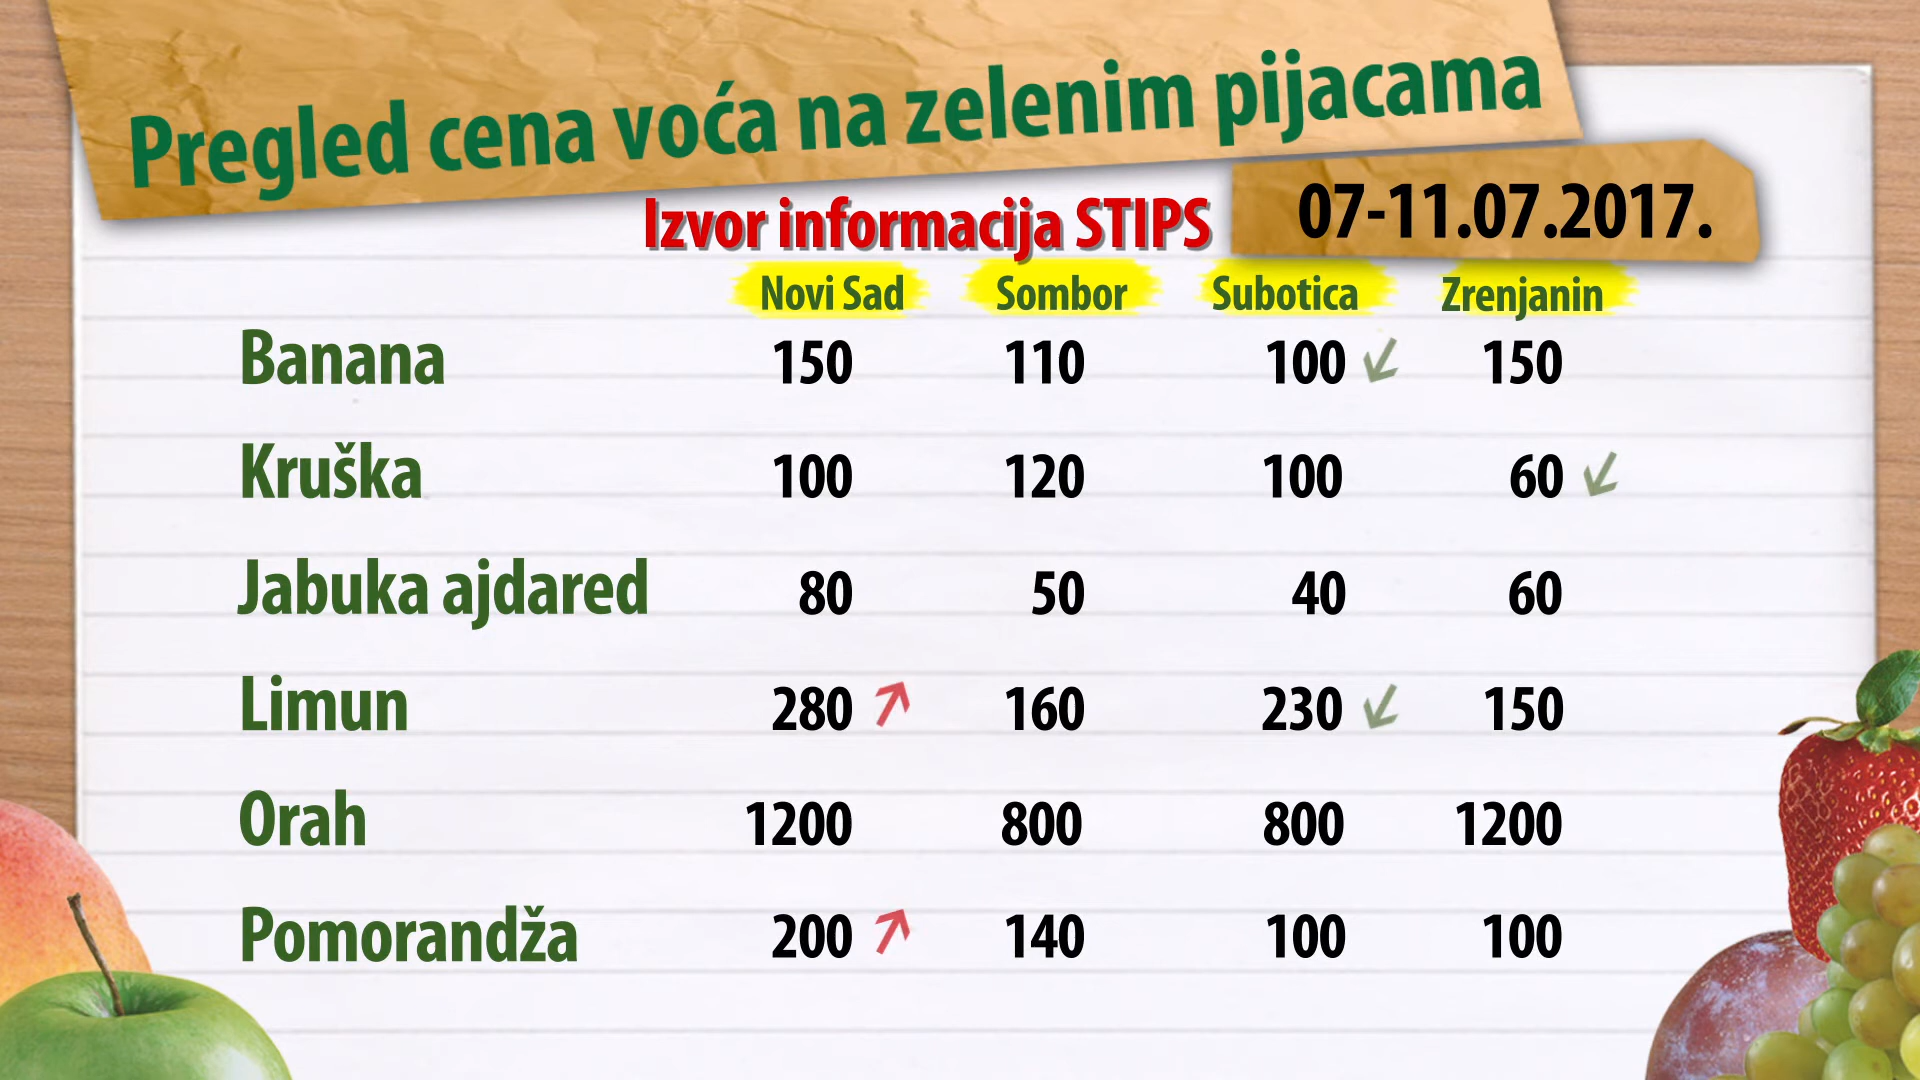 Pregled cena voća na zelenim pijacama
Izvor informacija STIPS 07-11.07.2017.
Novi Sad Sombor Subotica Zrenjanin
Banana 150 110 100 150
Kruška 100 120 100 60
Jabuka ajdared 80 50 40 60
Limun 280 160 230 150
Orah 1200 800 800 1200
Pomorandža 200 140 100 100